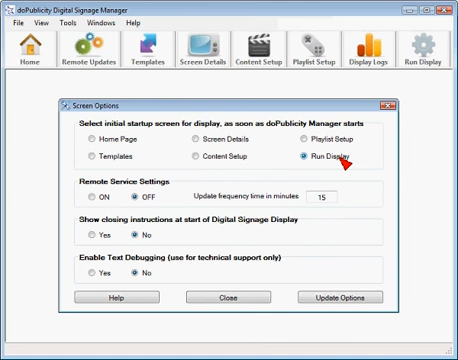 doPublicity Digital Signage Manager
File View Tools Windows Help
Home Remote Updates Templates Screen Details Content Setup Playlist Setup Display Logs Run Display
Screen Options
Select initial startup screen for display, as soon as doPublicity Manager starts
Home Page Screen Details Playlist Setup
Templates Content Setup Run Display
Remote Service Settings
ON OFF Update frequency time in minutes 15
Show closing instructions at start of Digital Signage Display
Yes No
Enable Text Debugging (use for technical support only)
Yes No
Help Close Update Options